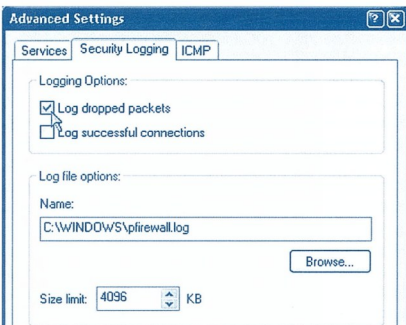 Advanced Settings
Services Security Logging ICMP
Logging Options:
Log dropped packets
Log successful connections
Log file options:
Name:
C:\WINDOWS\pfirewall.log
Browse...
Size limit: 4096 KB